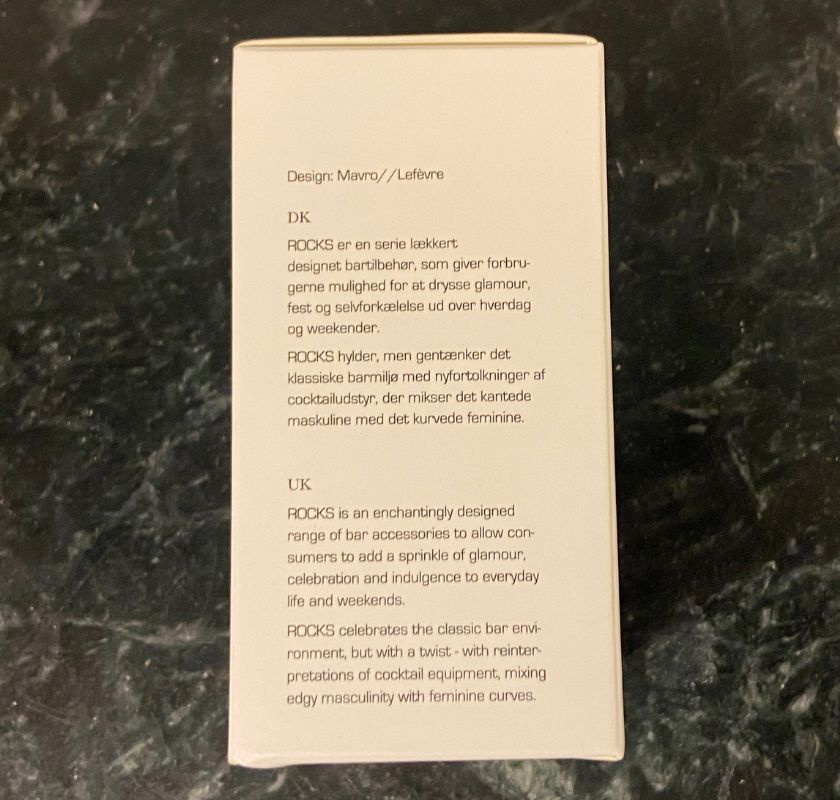 Design: Mavro//Lefèvre
DK
ROCKS er en serie lækkert
designet bartilbehør, som giver forbru-
gerne mulighed for at drysse glamour,
fest og selvforkælelse ud over hverdag
og weekender.
ROCKS hylder, men gentænker det
klassiske barmiljø med nyfortolkninger af
cocktailudstyr, der mikser det kantede
maskuline med det kurvede feminine.
UK
ROCKS is an enchantingly designed
range of bar accessories to allow con-
sumers to add a sprinkle of glamour,
celebration and indulgence to everyday
life and weekends.
ROCKS celebrates the classic bar envi-
ronment, but with a twist - with reinter-
pretations of cocktail equipment, mixing
edgy masculinity with feminine curves.